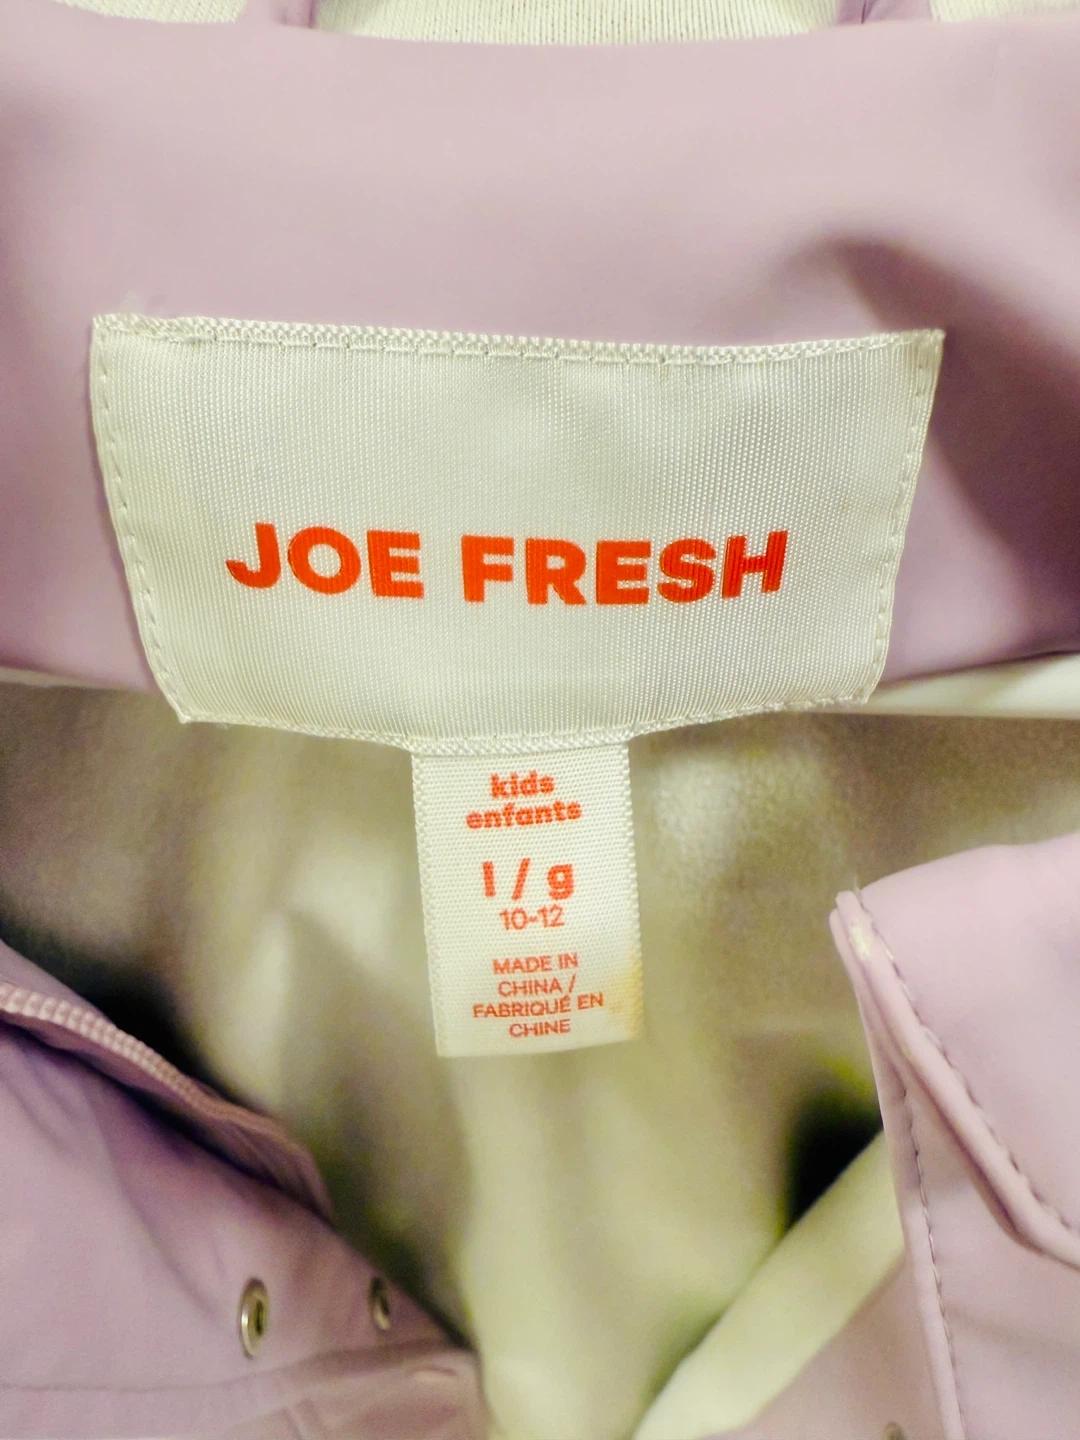 JOE FRESH
kids
enfants
l / g
10-12
MADE IN
CHINA /
FABRIQUÉ EN
CHINE